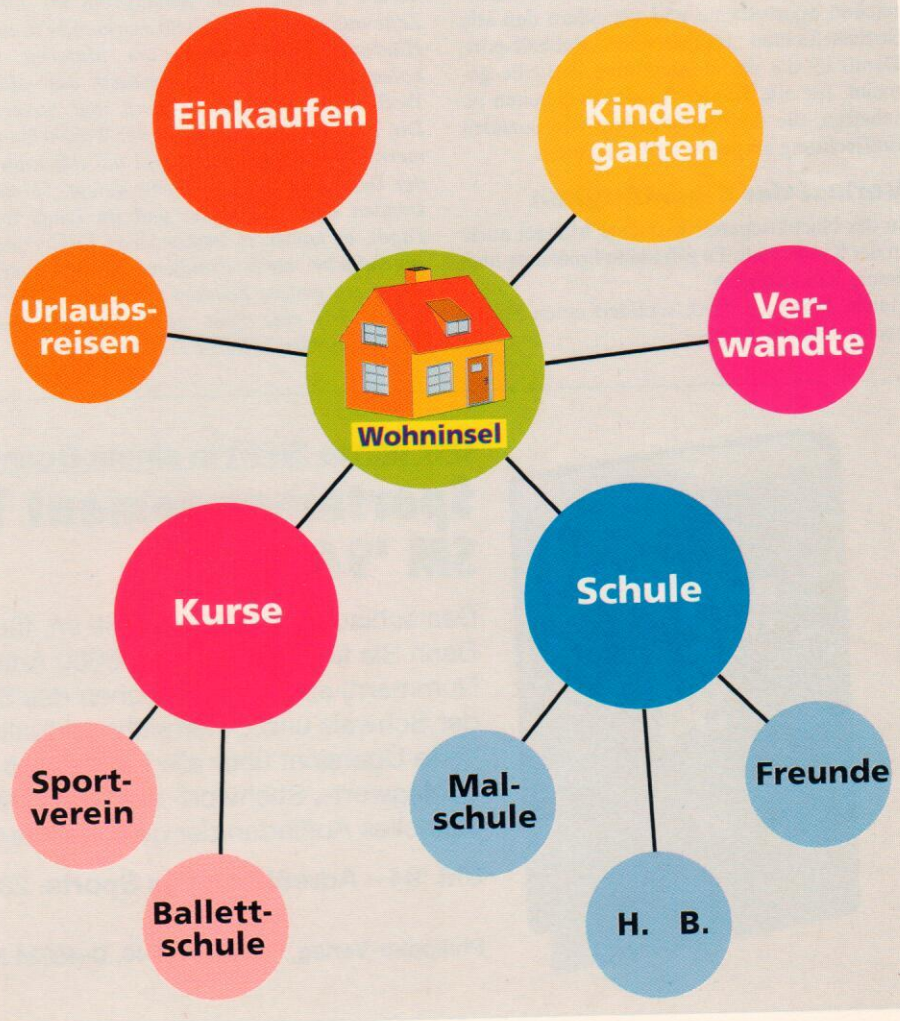 Einkaufen
Kinder-
garten
Urlaubs-
reisen
Ver-
wandte
Wohninsel
Kurse
Schule
Sport-
verein
Mal-
schule
Freunde
Ballett-
schule
H. B.